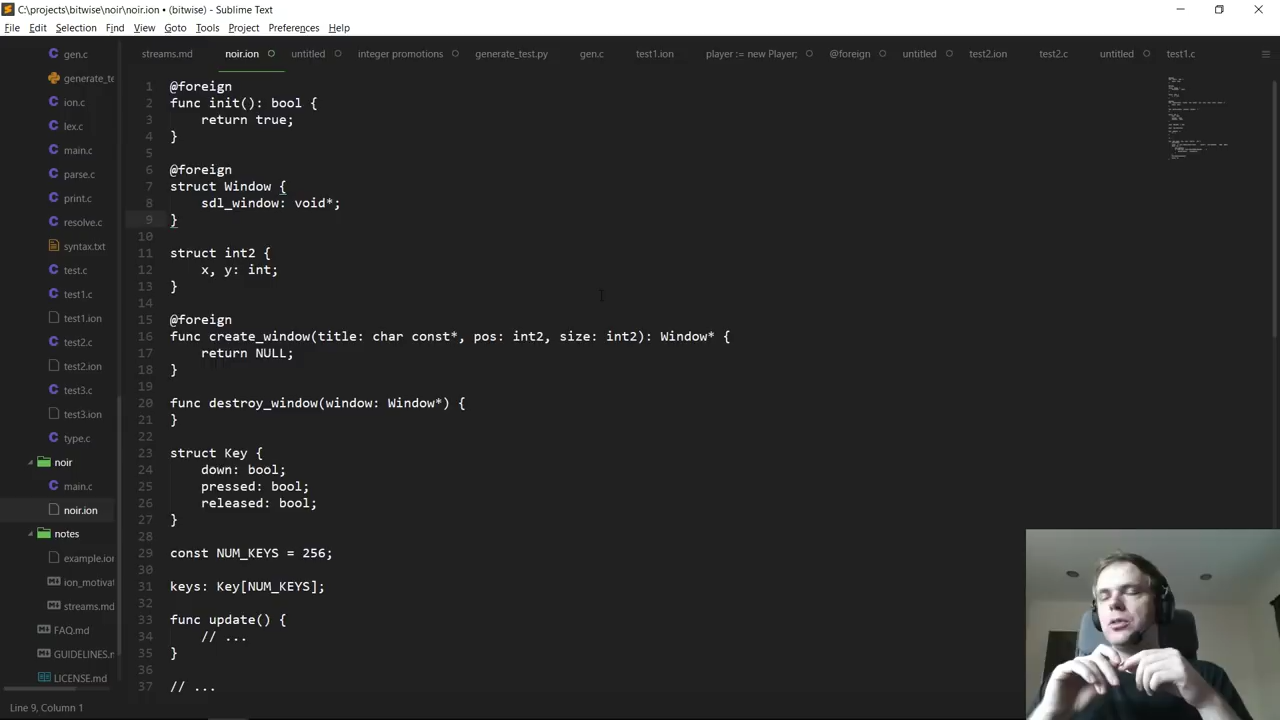 C:\projects\bitwise\noir\noir.ion • (bitwise) - Sublime Text
File Edit Selection Find View Goto Tools Project Preferences Help
streams.md noir.ion untitled integer promotions generate_test.py gen.c test1.ion player := new Player; @foreign untitled test2.ion test2.c untitled test1.c
gen.c
generate_te
ion.c
lex.c
main.c
parse.c
print.c
resolve.c
syntax.txt
test.c
test1.c
test1.ion
test2.c
test2.ion
test3.c
test3.ion
type.c
noir
main.c
noir.ion
notes
example.ion
ion_motivat
streams.md
FAQ.md
GUIDELINES.m
LICENSE.md
1 @foreign
2 func init(): bool {
3 return true;
4 }
5
6 @foreign
7 struct Window {
8 sdl_window: void*;
9 }
10
11 struct int2 {
12 x, y: int;
13 }
14
15 @foreign
16 func create_window(title: char const*, pos: int2, size: int2): Window* {
17 return NULL;
18 }
19
20 func destroy_window(window: Window*) {
21 }
22
23 struct Key {
24 down: bool;
25 pressed: bool;
26 released: bool;
27 }
28
29 const NUM_KEYS = 256;
30
31 keys: Key[NUM_KEYS];
32
33 func update() {
34 // ...
35 }
36
37 // ...
Line 9, Column 1